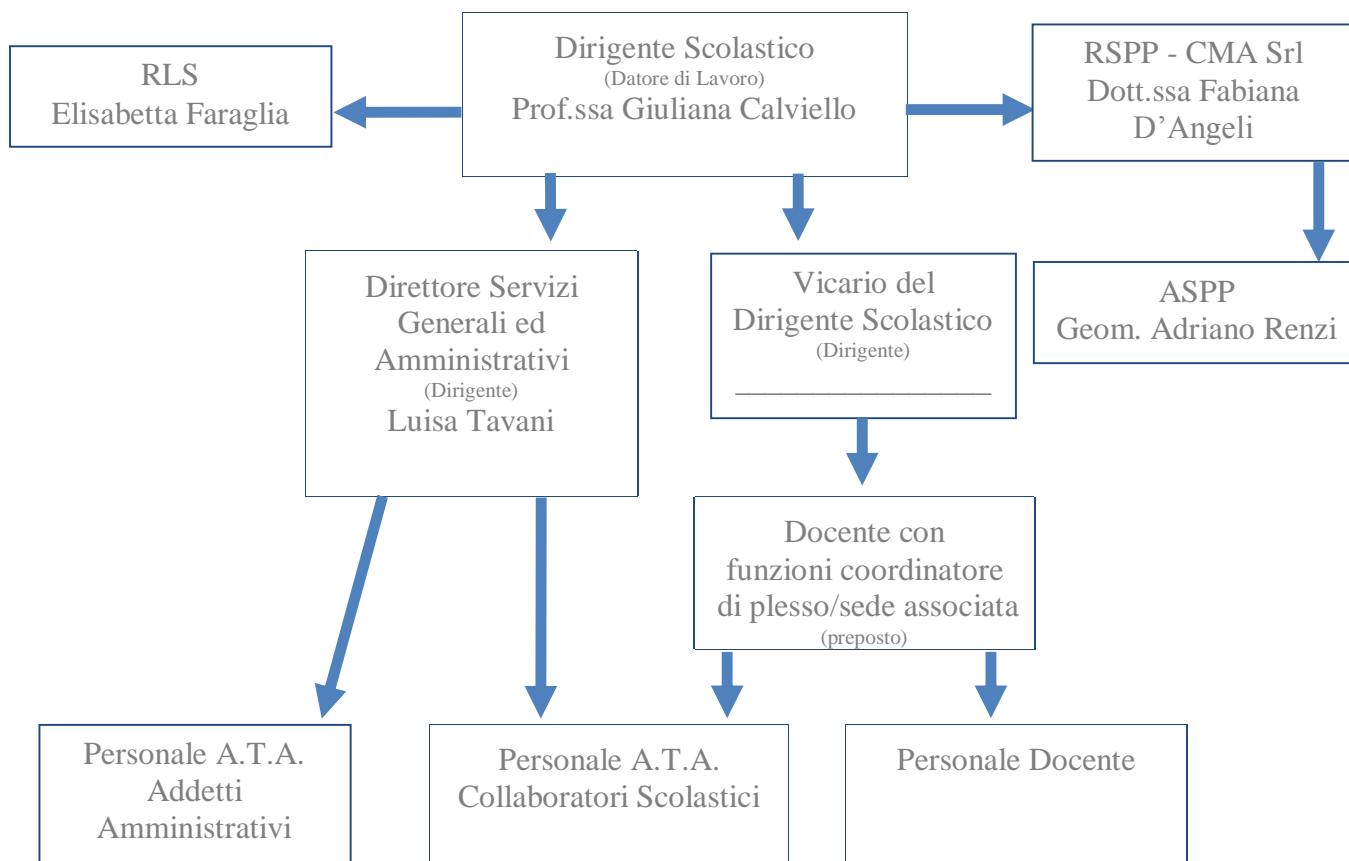 Dirigente Scolastico
(Datore di Lavoro)
Prof.ssa Giuliana Calviello
RLS
Elisabetta Faraglia
RSPP - CMA Srl
Dott.ssa Fabiana
D’Angeli
Direttore Servizi
Generali ed
Amministrativi
(Dirigente)
Luisa Tavani
Vicario del
Dirigente Scolastico
(Dirigente)
________________
ASPP
Geom. Adriano Renzi
Docente con
funzioni coordinatore
di plesso/sede associata
(preposto)
Personale A.T.A.
Addetti
Amministrativi
Personale A.T.A.
Collaboratori Scolastici
Personale Docente